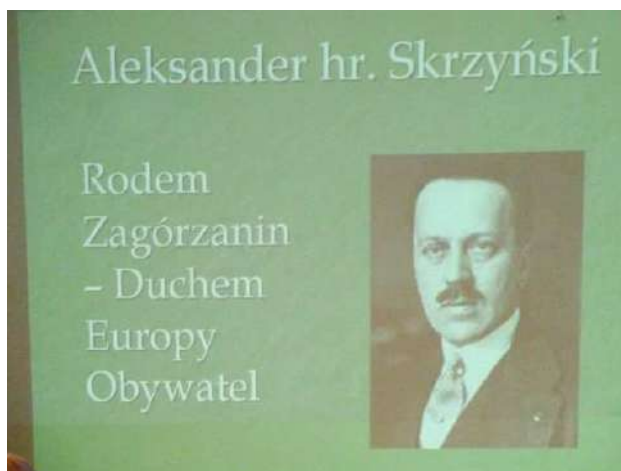 Aleksander hr. Skrzyński
Rodem
Zagórzanin
– Duchem
Europy
Obywatel